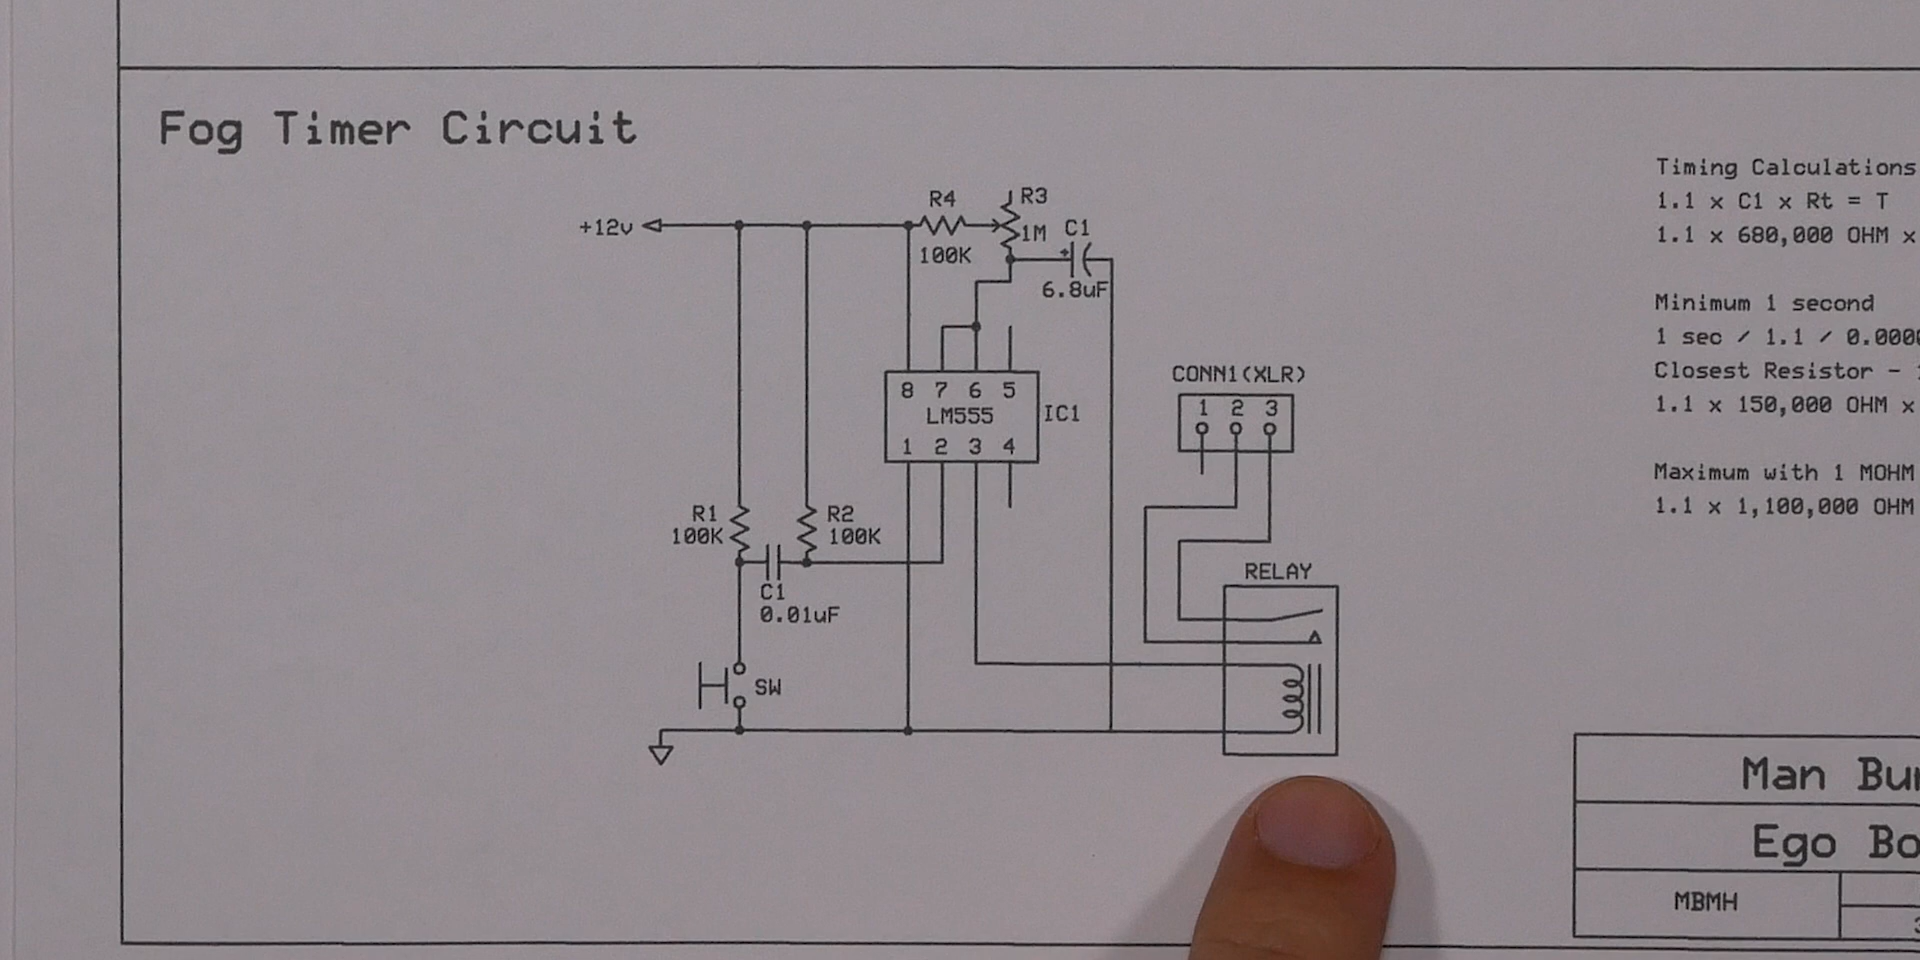 Fog Timer Circuit
+12v
R4
100K
R3
1M
C1
6.8uF
8 7 6 5
LM555
1 2 3 4
IC1
R1
100K
R2
100K
C1
0.01uF
SW
CONN1(XLR)
1 2 3
RELAY
Timing Calculations
1.1 x C1 x Rt = T
1.1 x 680,000 OHM x
Minimum 1 second
1 sec / 1.1 / 0.000
Closest Resistor -
1.1 x 150,000 OHM x
Maximum with 1 MOHM
1.1 x 1,100,000 OHM
Man
Ego
MBMH